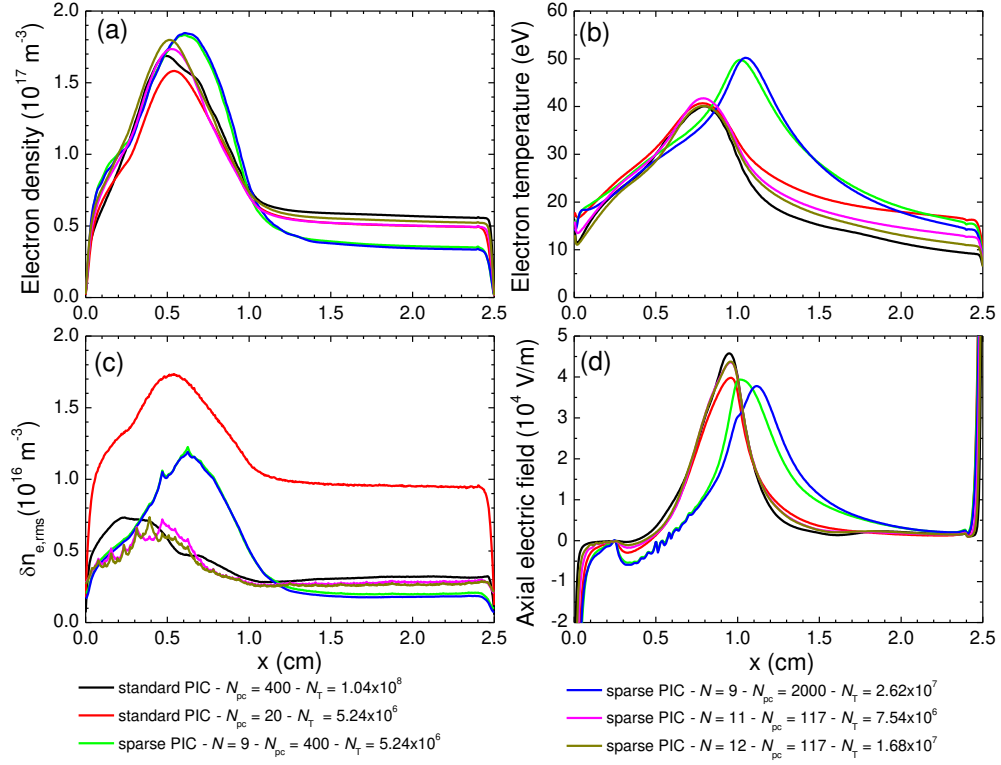 (a)
Electron density (10^17 m^-3)
2.0
1.5
1.0
0.5
0.0
0.0 0.5 1.0 1.5 2.0 2.5
(b)
Electron temperature (eV)
60
50
40
30
20
10
0
0.0 0.5 1.0 1.5 2.0 2.5
(c)
δn_e,rms (10^16 m^-3)
2.0
1.5
1.0
0.5
0.0
0.0 0.5 1.0 1.5 2.0 2.5
x (cm)
(d)
Axial electric field (10^4 V/m)
5
4
3
2
1
0
-1
-2
0.0 0.5 1.0 1.5 2.0 2.5
x (cm)
standard PIC - N_pc = 400 - N_T = 1.04x10^8
standard PIC - N_pc = 20 - N_T = 5.24x10^6
sparse PIC - N = 9 - N_pc = 400 - N_T = 5.24x10^6
sparse PIC - N = 9 - N_pc = 2000 - N_T = 2.62x10^7
sparse PIC - N = 11 - N_pc = 117 - N_T = 7.54x10^6
sparse PIC - N = 12 - N_pc = 117 - N_T = 1.68x10^7